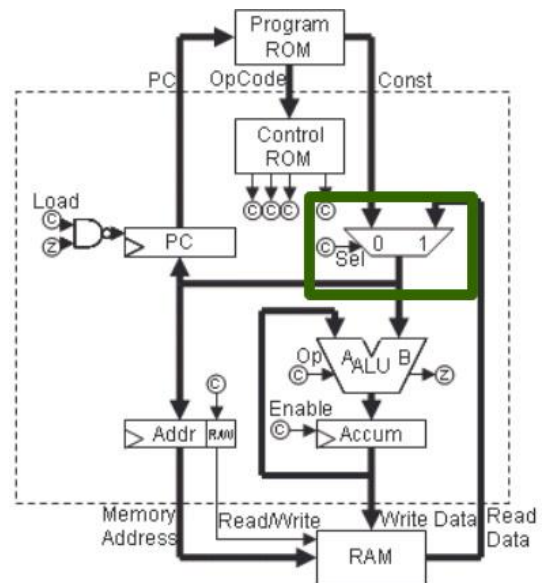 Program
ROM
PC
OpCode
Const
Control
ROM
Load
C
C C C C
Z
PC
C
0 1
Sel
Op
A
ALU
B
C
Z
C
Enable
C
Addr
R/W
Accum
Memory
Address
Read/Write
Write Data
Read
Data
RAM